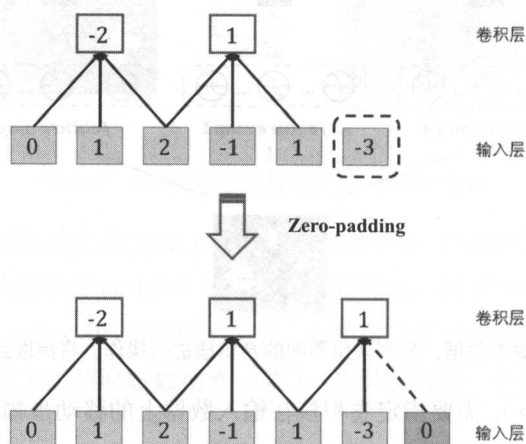 -2 1 卷积层
0 1 2 -1 1 -3 输入层
Zero-padding
-2 1 1 卷积层
0 1 2 -1 1 -3 0 输入层